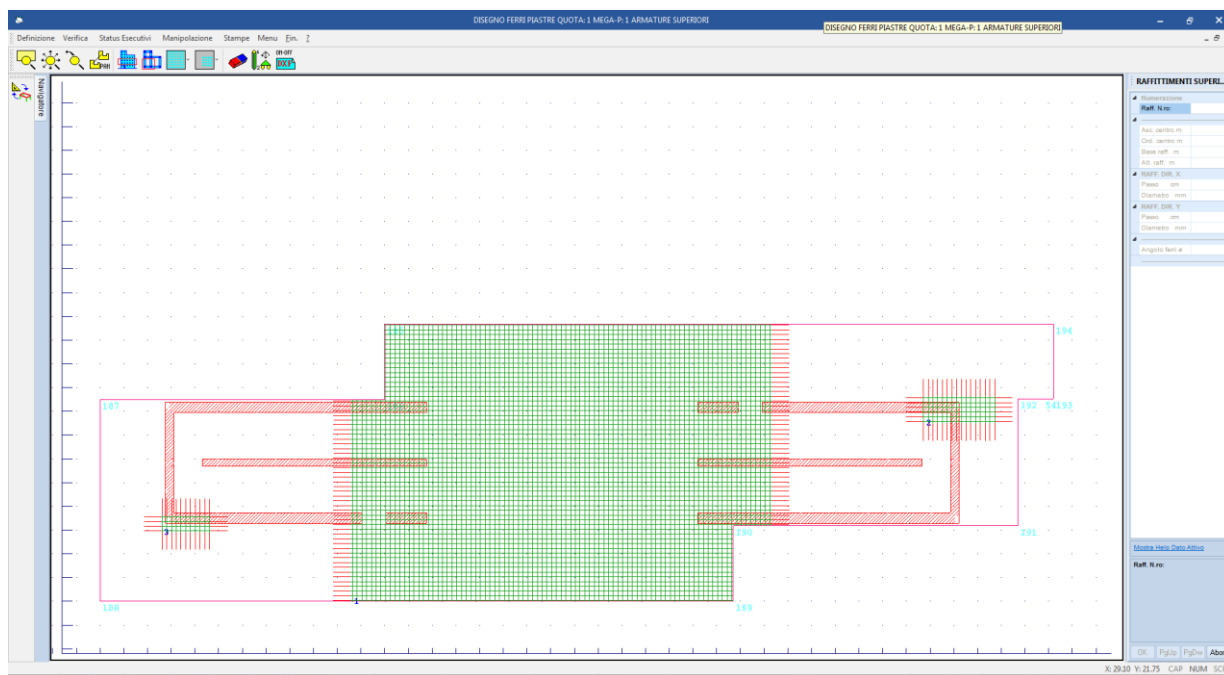 DISEGNO FERRI PIASTRE QUOTA: 1 MEGA-P: 1 ARMATURE SUPERIORI
DISEGNO FERRI PIASTRE QUOTA: 1 MEGA-P: 1 ARMATURE SUPERIORI
Definizione Verifica Status Esecutivi Manipolazione Stampe Menu Fin. ?
PAN
ON-OFF
DXF
Navigatore
RAFFITTIMENTI SUPERI...
Numerazione
Raff. N.ro:
Asc. centro m
Ord. centro m
Base raff. m
Alt. raff. m
RAFF. DIR. X
Passo cm
Diametro mm
RAFF. DIR. Y
Passo cm
Diametro mm
Angolo ferri ø
194
187
192 54193
2
3
190
191
1
188
189
Mostra Help Dato Attivo
Raff. N.ro:
OK PgUp PgDw Abor
X: 29.10 Y: 21.75 CAP NUM SC